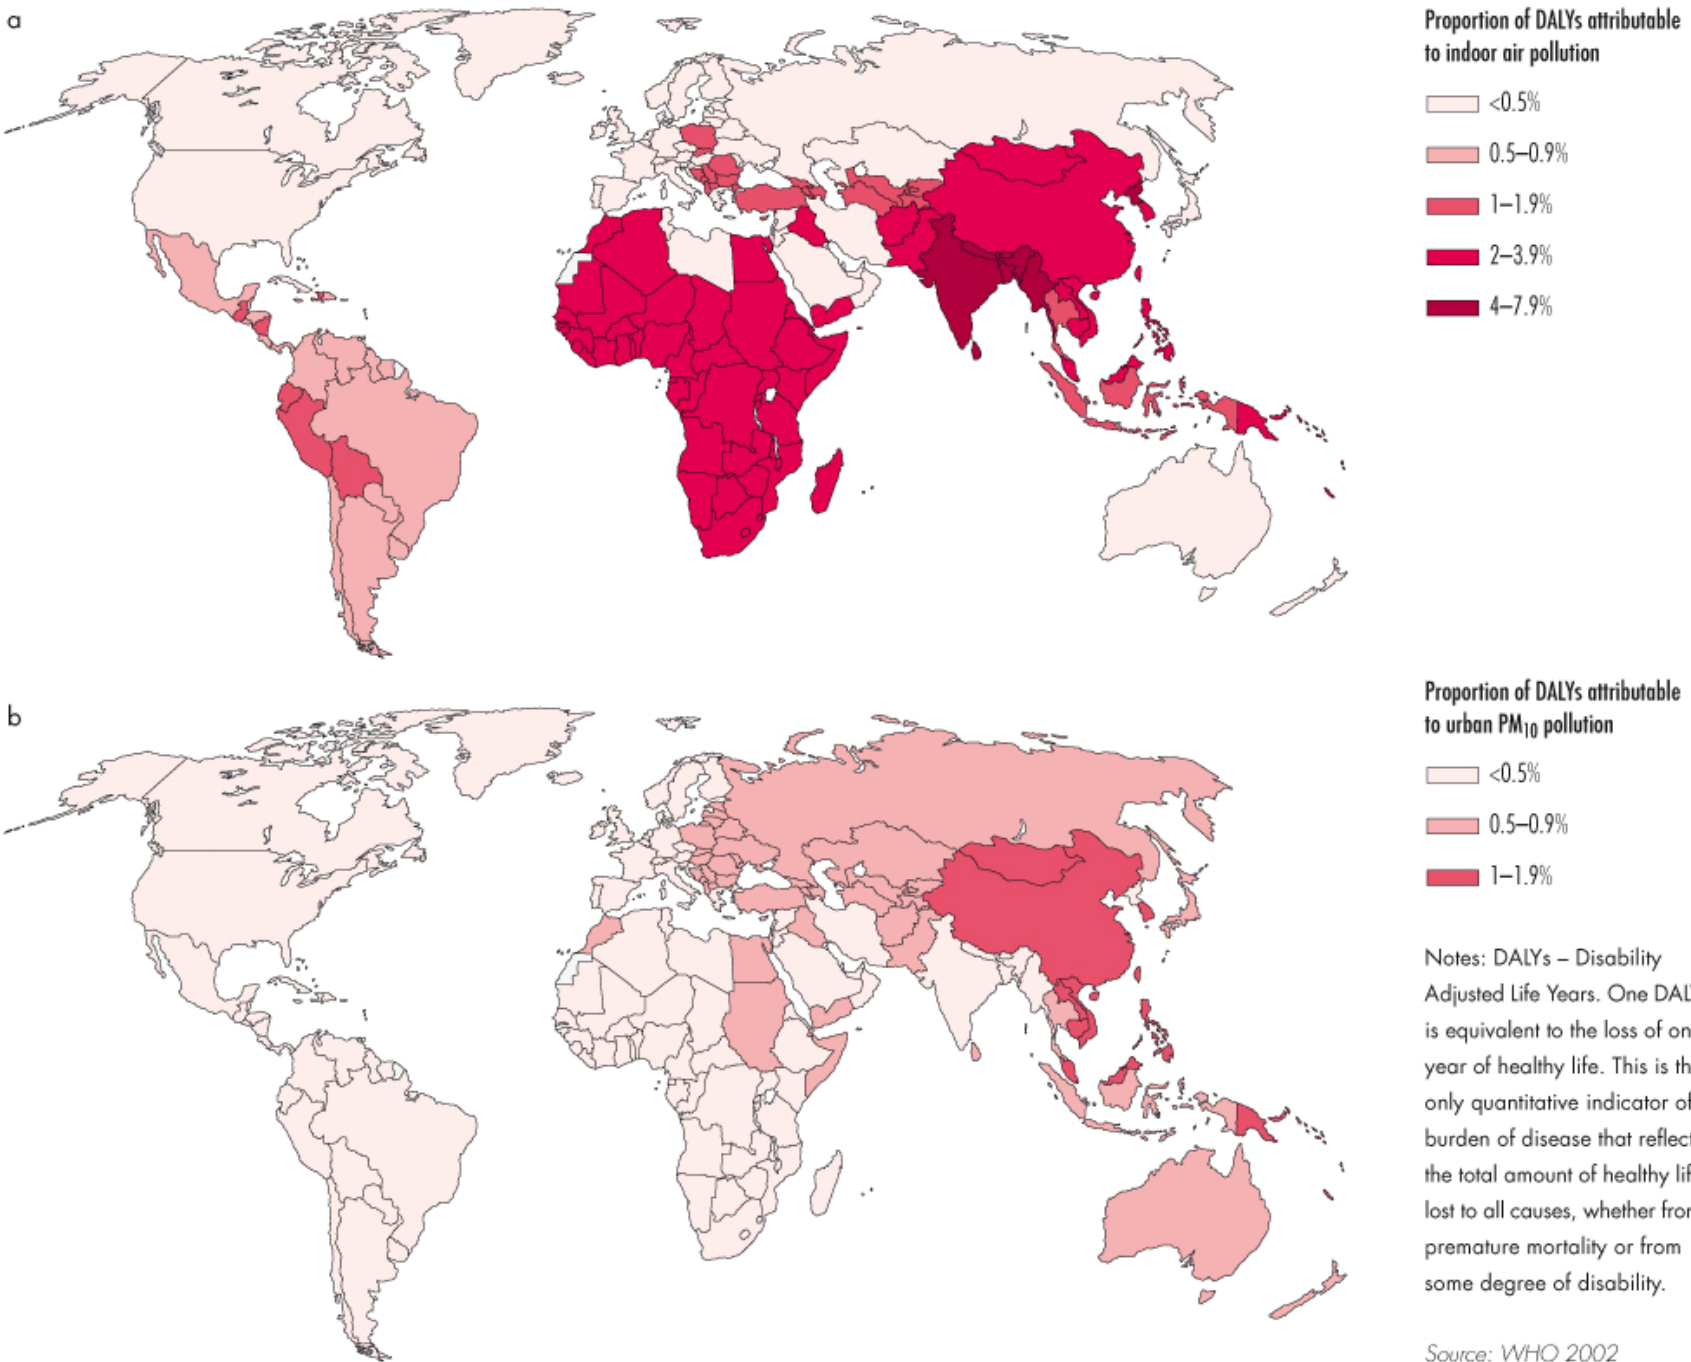 a
Proportion of DALYs attributable
to indoor air pollution
<0.5%
0.5–0.9%
1–1.9%
2–3.9%
4–7.9%
b
Proportion of DALYs attributable
to urban PM10 pollution
<0.5%
0.5–0.9%
1–1.9%
Notes: DALYs – Disability
Adjusted Life Years. One
is equivalent to the loss of
year of healthy life. This is
only quantitative indicator of
burden of disease that
the total amount of healthy
lost to all causes, whether
premature mortality or from
some degree of disability.
Source: WHO 2002